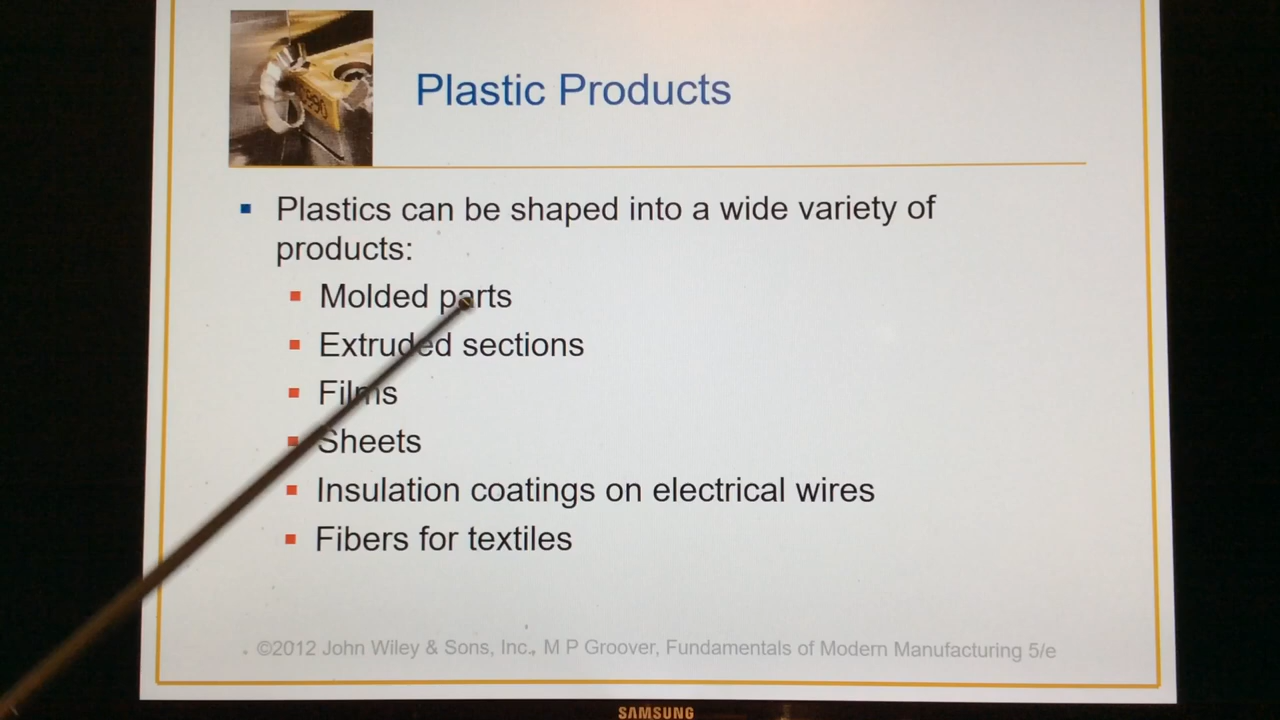 Plastic Products
Plastics can be shaped into a wide variety of
products:
Molded parts
Extruded sections
Films
Sheets
Insulation coatings on electrical wires
Fibers for textiles
©2012 John Wiley & Sons, Inc., M P Groover, Fundamentals of Modern Manufacturing 5/e
SAMSUNG